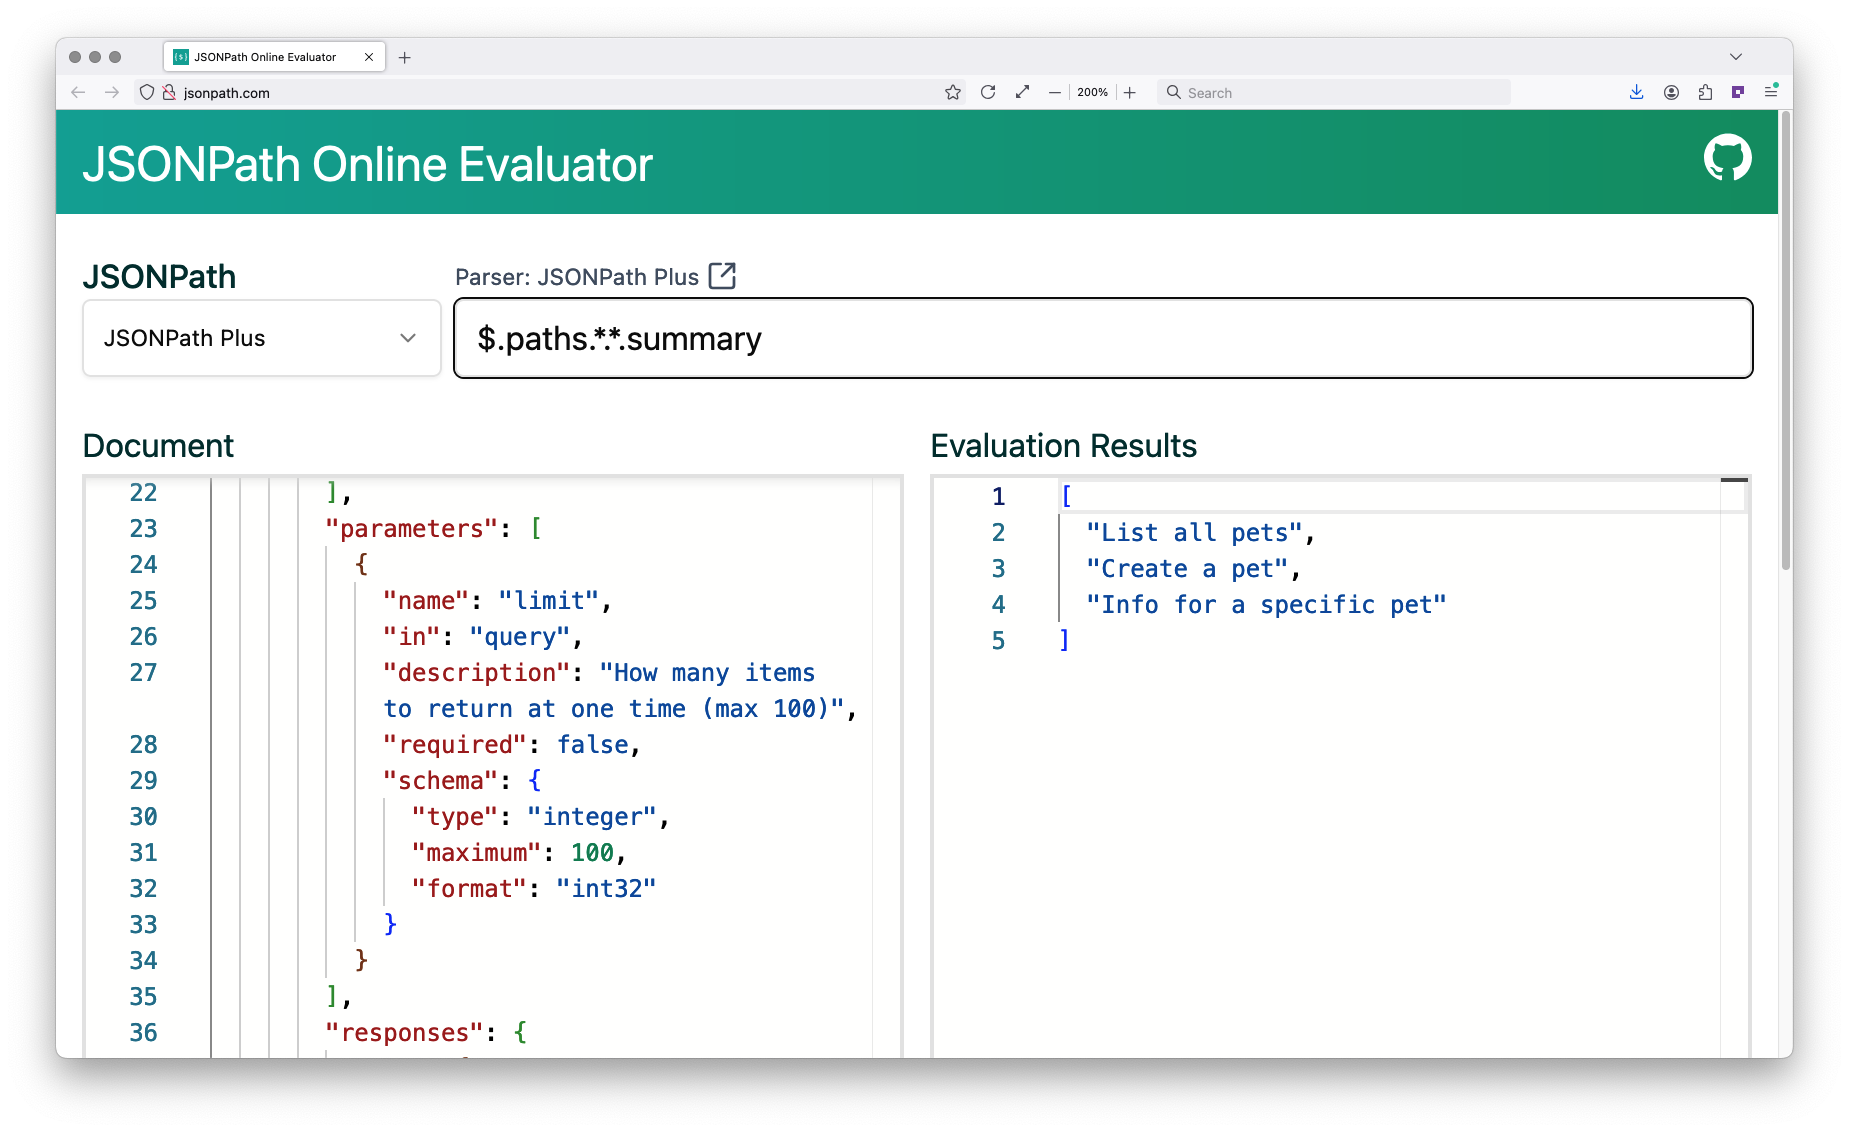 JSONPath Online Evaluator
jsonpath.com
200%
Search
JSONPath Online Evaluator
JSONPath
Parser: JSONPath Plus
JSONPath Plus
$.paths.*.*.summary
Document
22 ],
23 "parameters": [
24 {
25 "name": "limit",
26 "in": "query",
27 "description": "How many items
to return at one time (max 100)",
28 "required": false,
29 "schema": {
30 "type": "integer",
31 "maximum": 100,
32 "format": "int32"
33 }
34 }
35 ],
36 "responses": {
Evaluation Results
1 [
2 "List all pets",
3 "Create a pet",
4 "Info for a specific pet"
5 ]